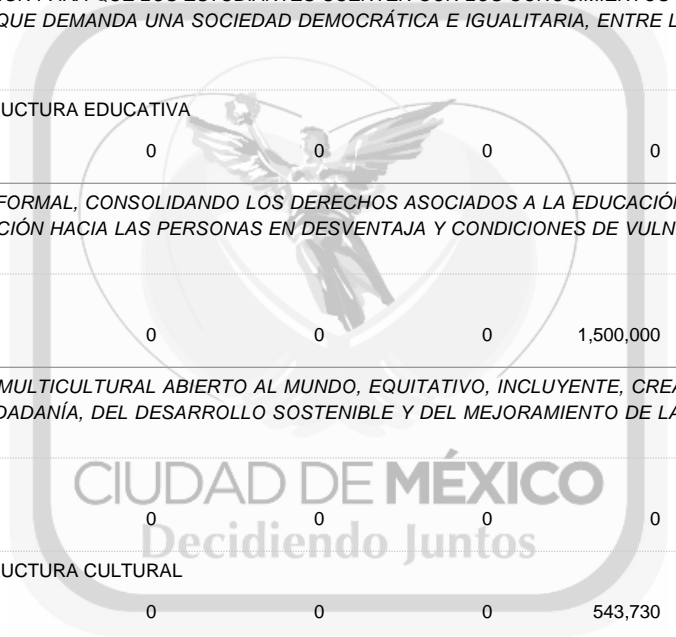 QUE DEMANDA UNA SOCIEDAD DEMOCRÁTICA E IGUALITARIA, ENTRE L
UCTURA EDUCATIVA
0 0 0 0
FORMAL, CONSOLIDANDO LOS DERECHOS ASOCIADOS A LA EDUCACIÓN
CIÓN HACIA LAS PERSONAS EN DESVENTAJA Y CONDICIONES DE VULN
0 0 0 1,500,000
MULTICULTURAL ABIERTO AL MUNDO, EQUITATIVO, INCLUYENTE, CREA
DADANÍA, DEL DESARROLLO SOSTENIBLE Y DEL MEJORAMIENTO DE LA
CIUDAD DE MÉXICO
0 0 0 0
Decidiendo Juntos
UCTURA CULTURAL
0 0 0 543,730